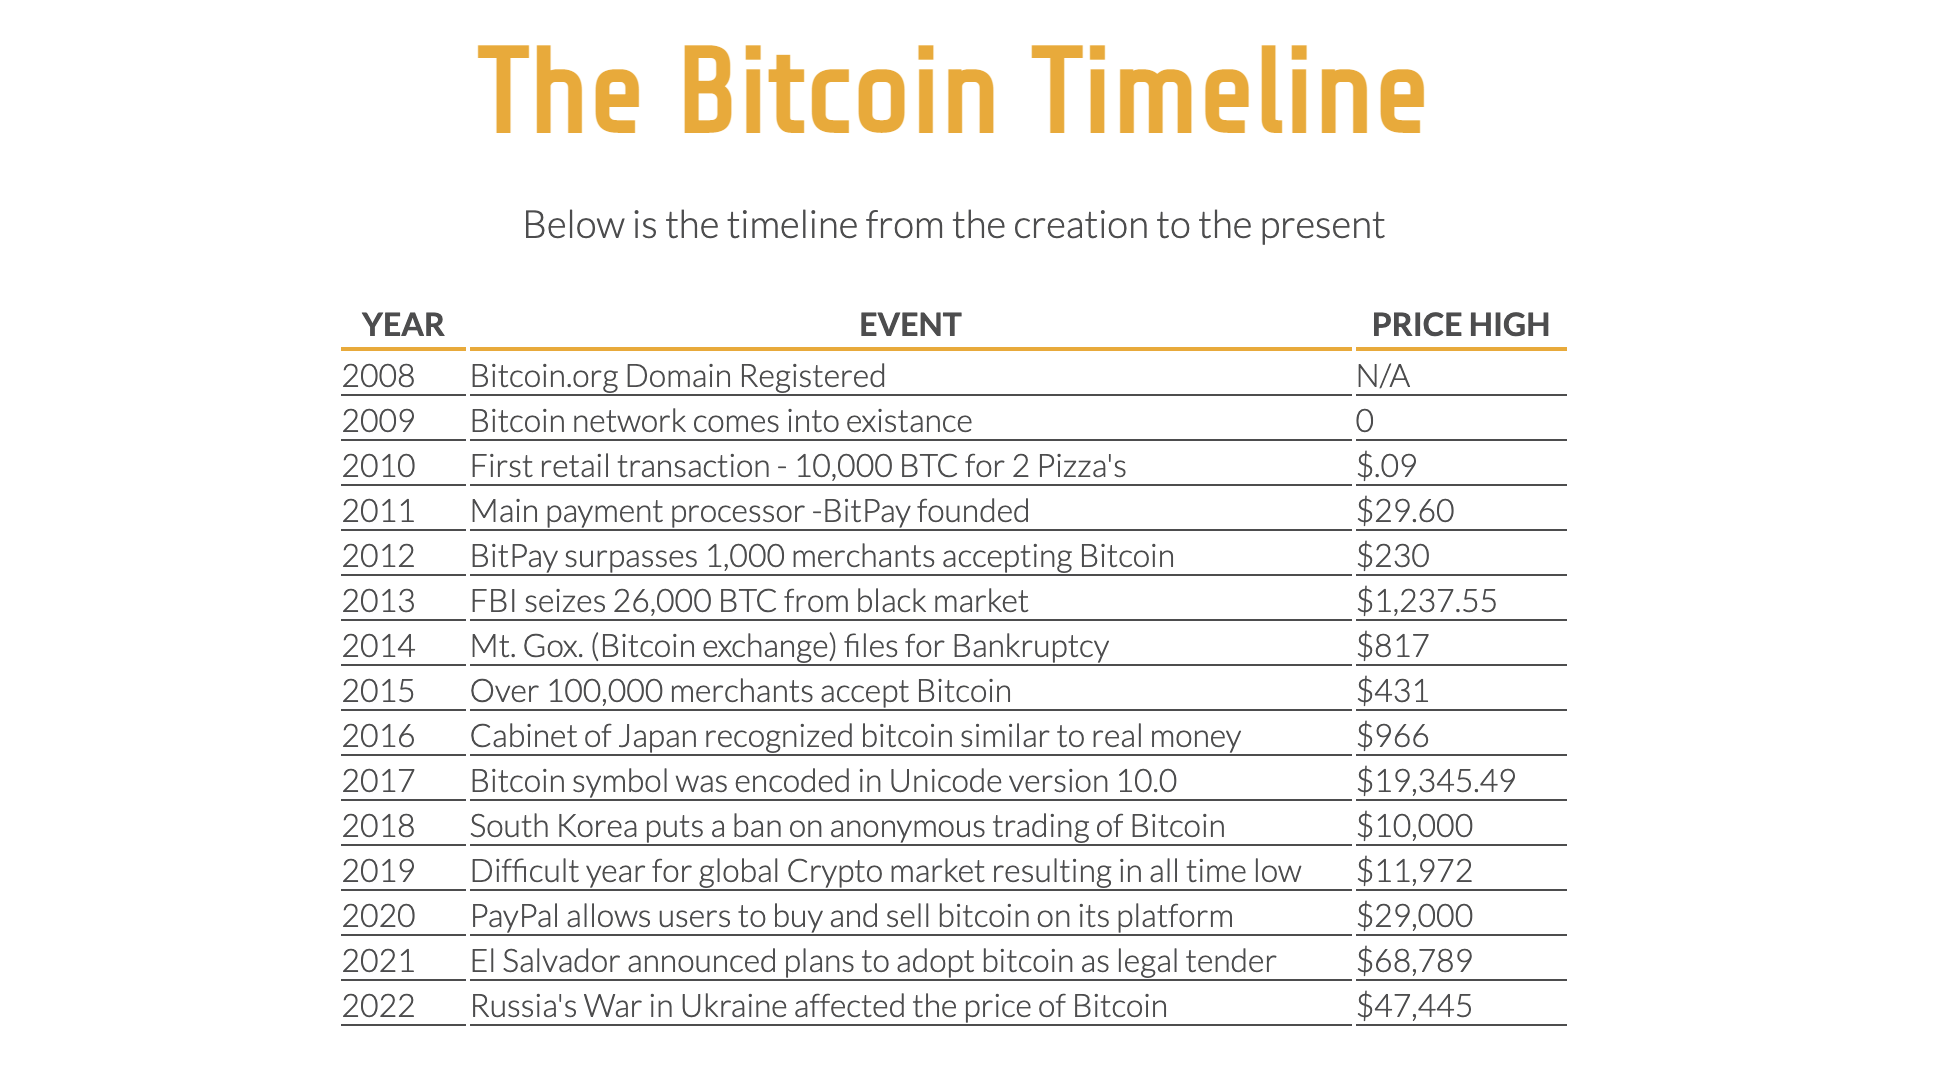 The Bitcoin Timeline
Below is the timeline from the creation to the present
YEAR EVENT PRICE HIGH
2008 Bitcoin.org Domain Registered N/A
2009 Bitcoin network comes into existance 0
2010 First retail transaction - 10,000 BTC for 2 Pizza's $.09
2011 Main payment processor -BitPay founded $29.60
2012 BitPay surpasses 1,000 merchants accepting Bitcoin $230
2013 FBI seizes 26,000 BTC from black market $1,237.55
2014 Mt. Gox. (Bitcoin exchange) files for Bankruptcy $817
2015 Over 100,000 merchants accept Bitcoin $431
2016 Cabinet of Japan recognized bitcoin similar to real money $966
2017 Bitcoin symbol was encoded in Unicode version 10.0 $19,345.49
2018 South Korea puts a ban on anonymous trading of Bitcoin $10,000
2019 Difficult year for global Crypto market resulting in all time low $11,972
2020 PayPal allows users to buy and sell bitcoin on its platform $29,000
2021 El Salvador announced plans to adopt bitcoin as legal tender $68,789
2022 Russia's War in Ukraine affected the price of Bitcoin $47,445